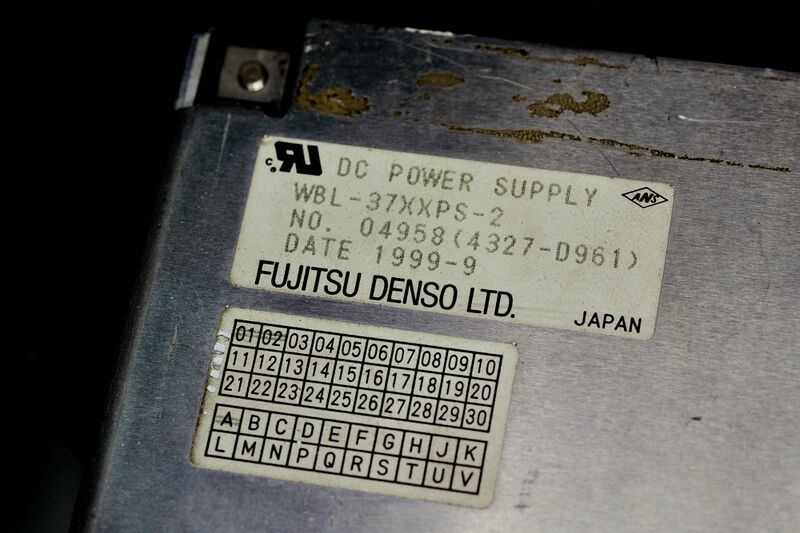 c RU DC POWER SUPPLY
WBL-37XXPS-2 ANS
NO. 04958(4327-D961)
DATE 1999-9
FUJITSU DENSO LTD.
JAPAN
01 02 03 04 05 06 07 08 09 10
11 12 13 14 15 16 17 18 19 20
21 22 23 24 25 26 27 28 29 30
A B C D E F G H J K
L M N P Q R S T U V